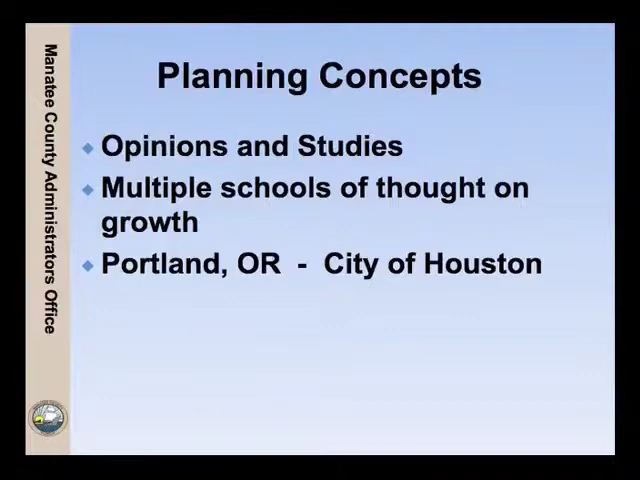 Planning Concepts
Opinions and Studies
Multiple schools of thought on
growth
Portland, OR - City of Houston
Manatee County Administrators Office